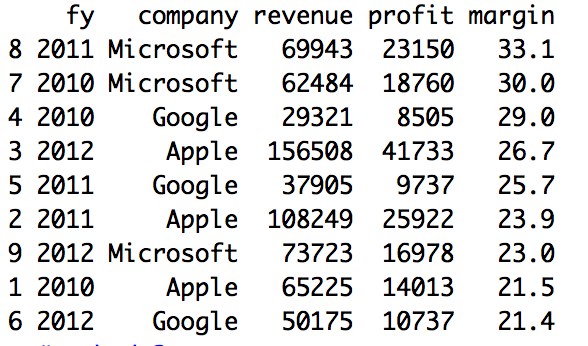 fy company revenue profit margin
8 2011 Microsoft 69943 23150 33.1
7 2010 Microsoft 62484 18760 30.0
4 2010 Google 29321 8505 29.0
3 2012 Apple 156508 41733 26.7
5 2011 Google 37905 9737 25.7
2 2011 Apple 108249 25922 23.9
9 2012 Microsoft 73723 16978 23.0
1 2010 Apple 65225 14013 21.5
6 2012 Google 50175 10737 21.4